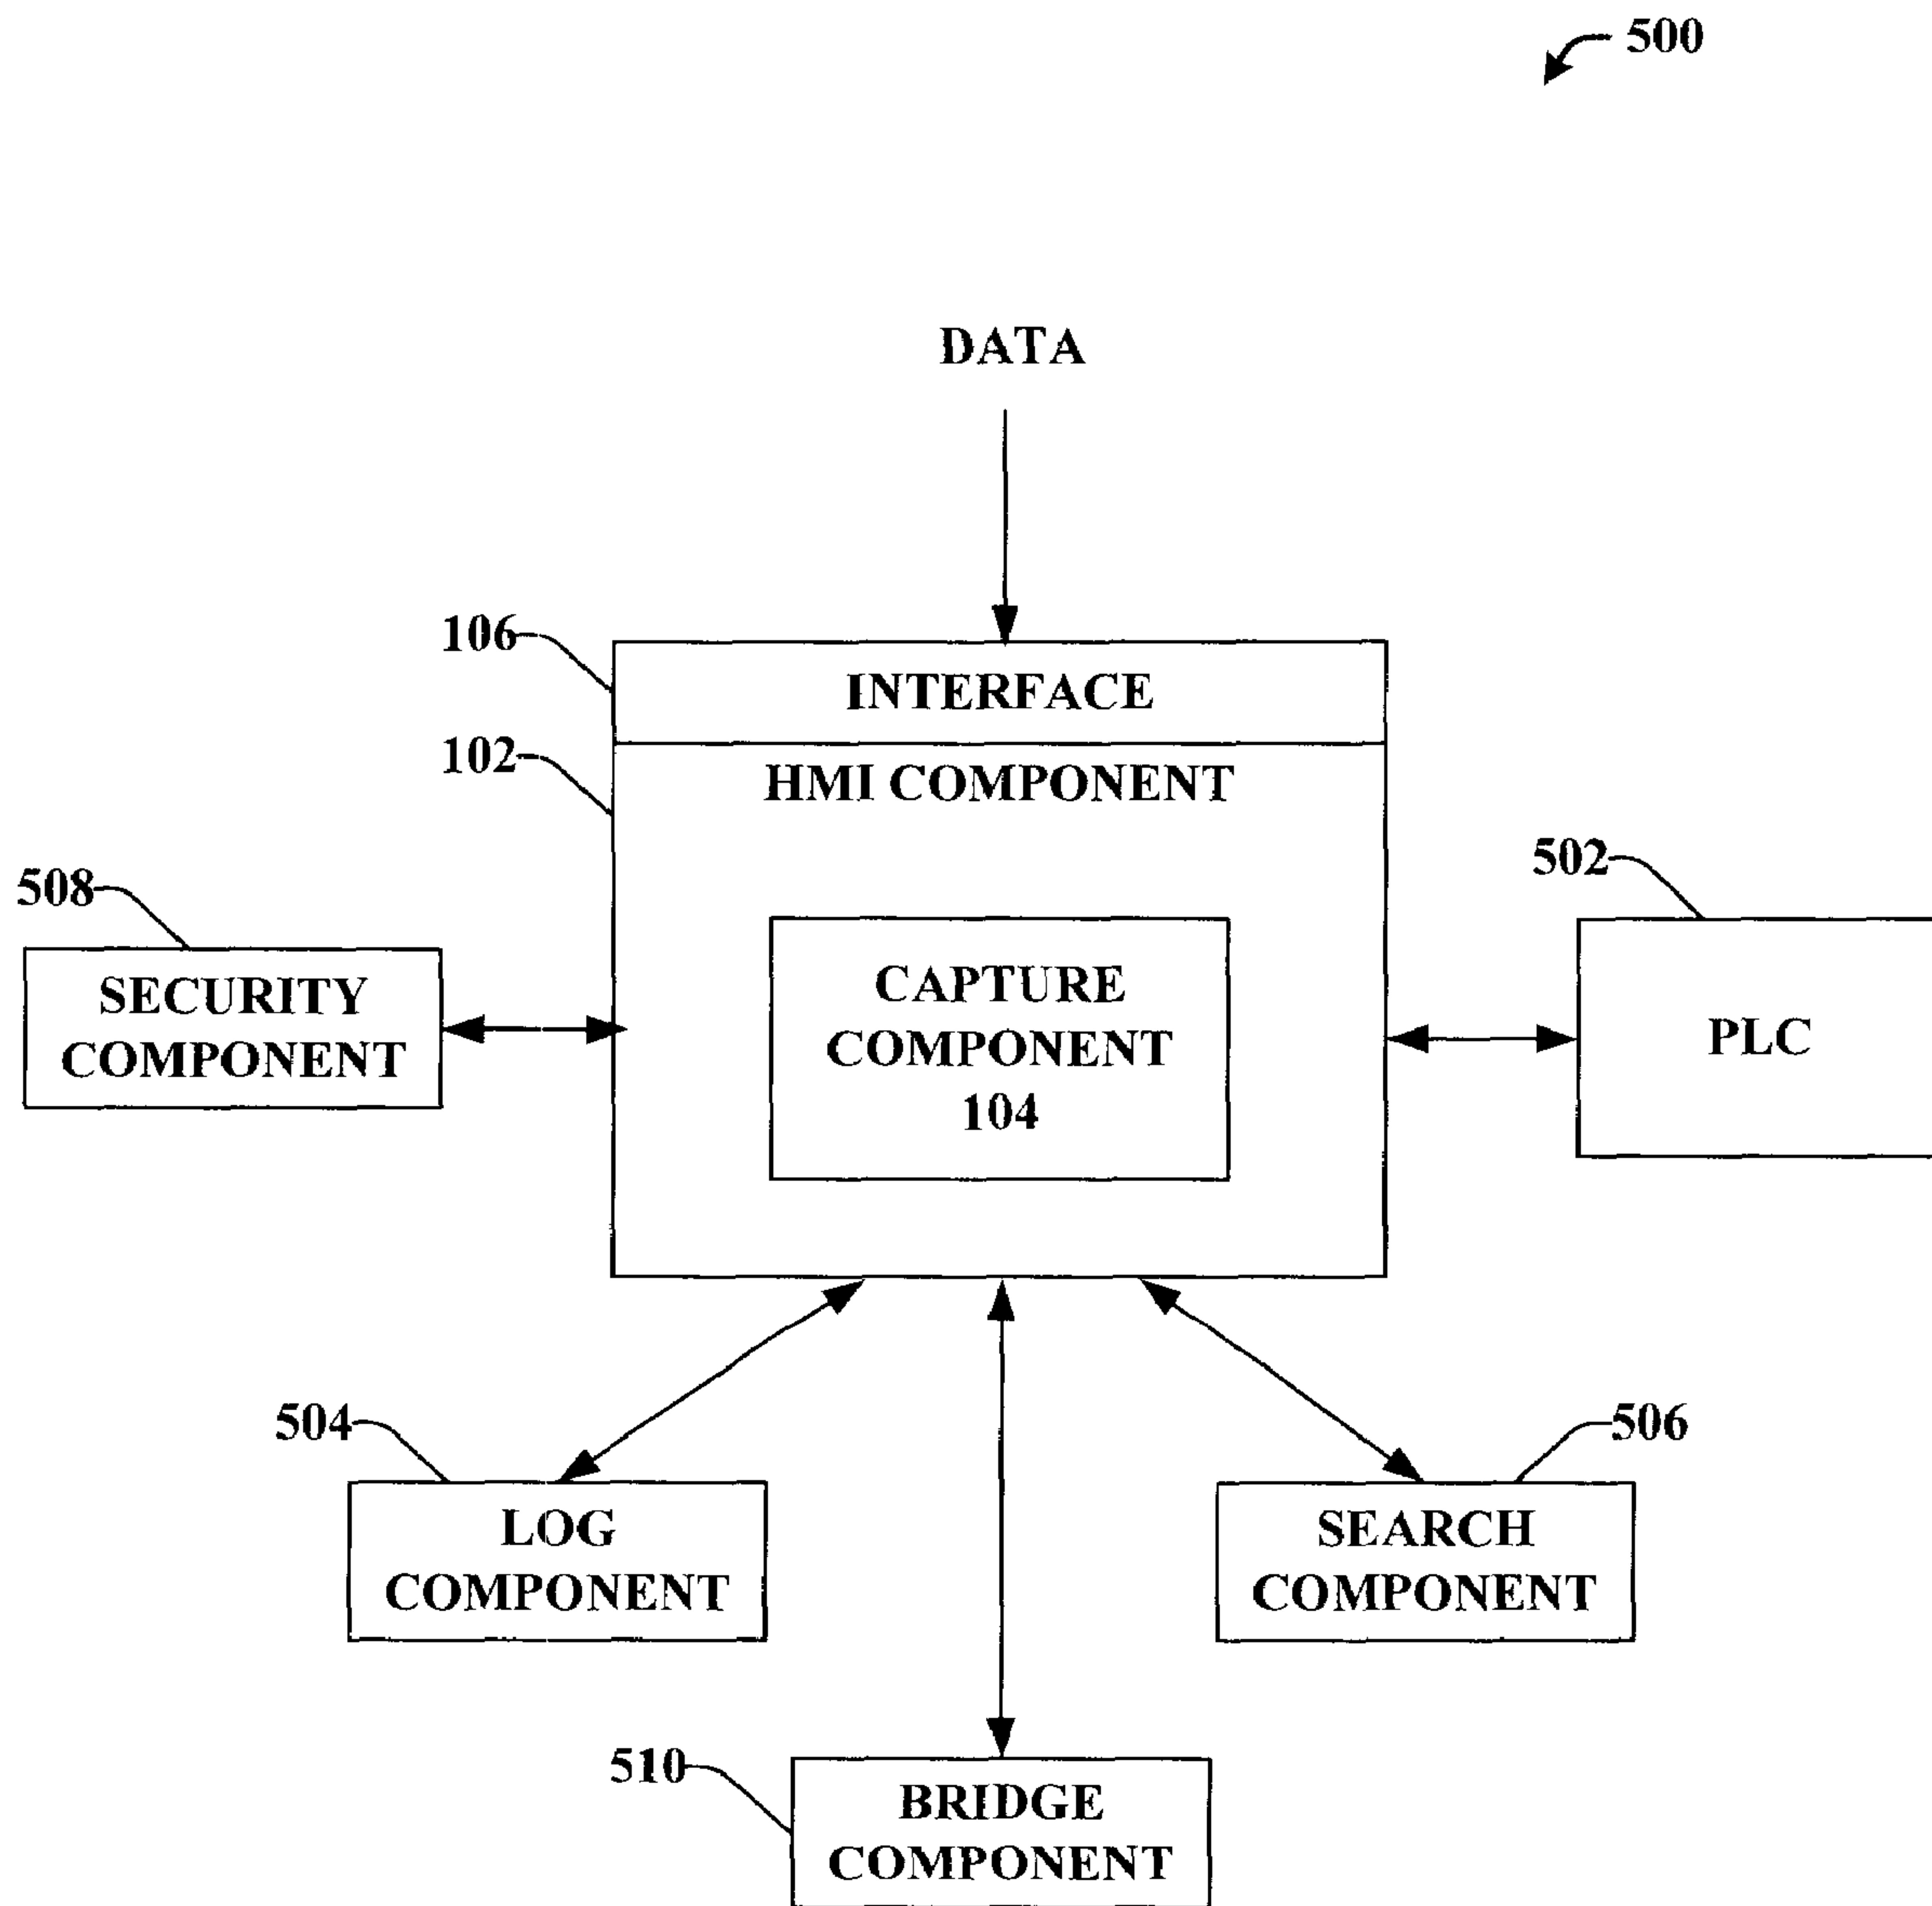 500
DATA
106
INTERFACE
102
HMI COMPONENT
508
SECURITY
COMPONENT
CAPTURE
COMPONENT
104
502
PLC
504
LOG
COMPONENT
506
SEARCH
COMPONENT
510
BRIDGE
COMPONENT